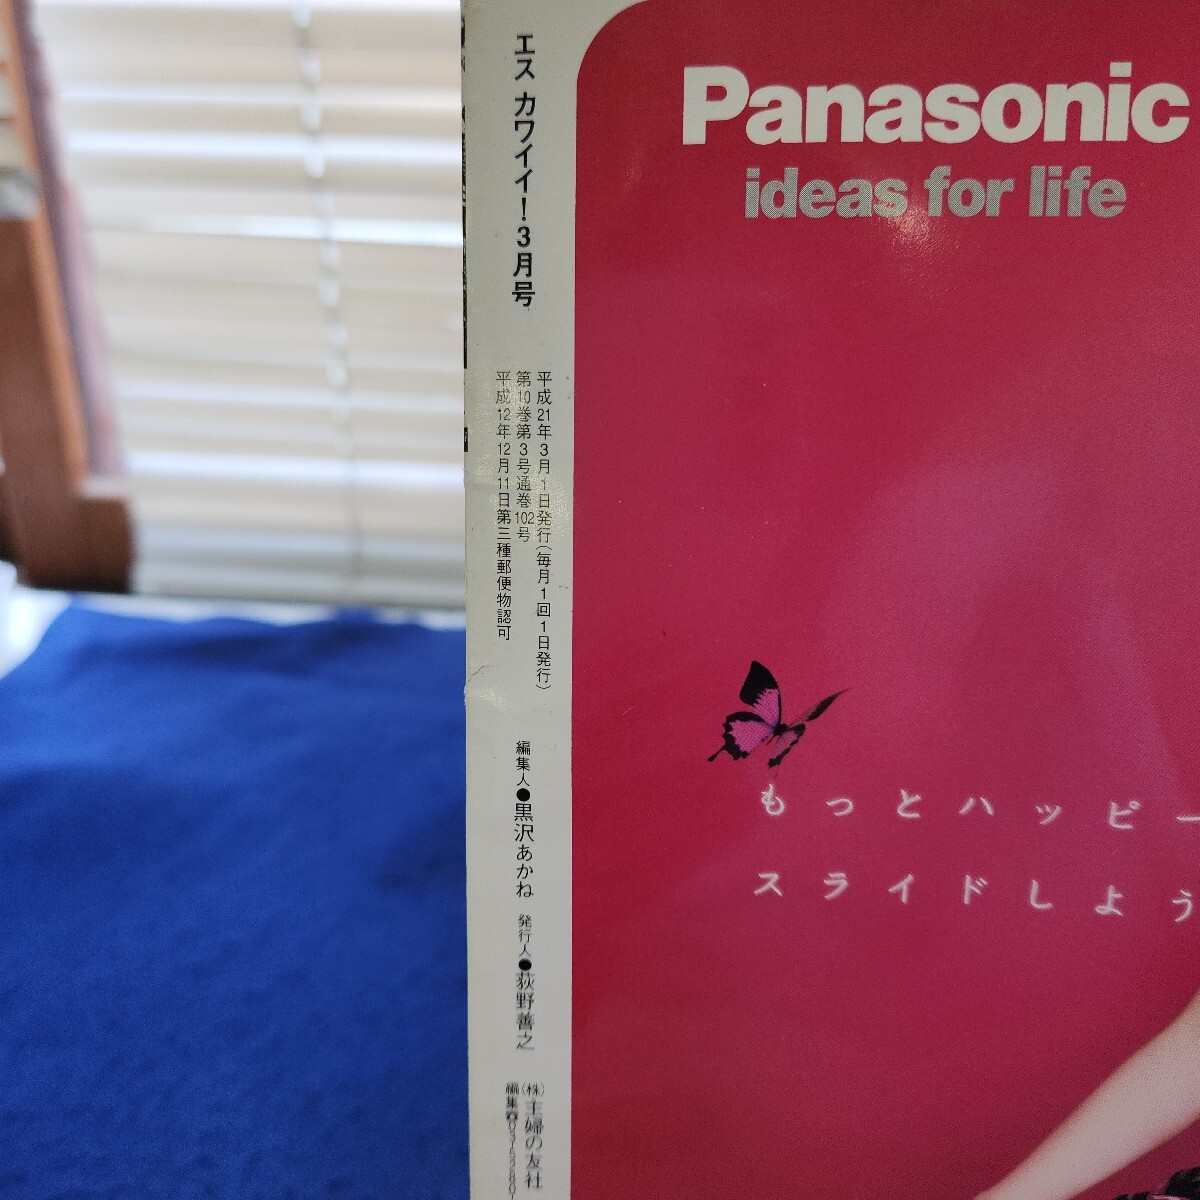 エス カワイイ！3月号
平成21年3月1日発行（毎月1回1日発行）
第10巻第3号通巻102号
平成12年12月11日第三種郵便物認可
編集人●黒沢あかね 発行人●荻野善之
（株）主婦の友社
Panasonic
ideas for life
もっとハッピー
スライドしよう